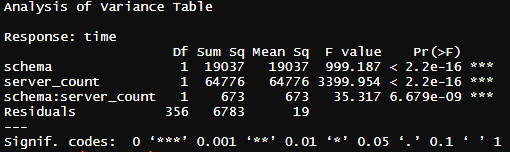 Analysis of Variance Table
Response: time
Df Sum Sq Mean Sq F value Pr(>F)
schema 1 19037 19037 999.187 < 2.2e-16 ***
server_count 1 64776 64776 3399.954 < 2.2e-16 ***
schema:server_count 1 673 673 35.317 6.679e-09 ***
Residuals 356 6783 19
---
Signif. codes: 0 ‘***’ 0.001 ‘**’ 0.01 ‘*’ 0.05 ‘.’ 0.1 ‘ ’ 1